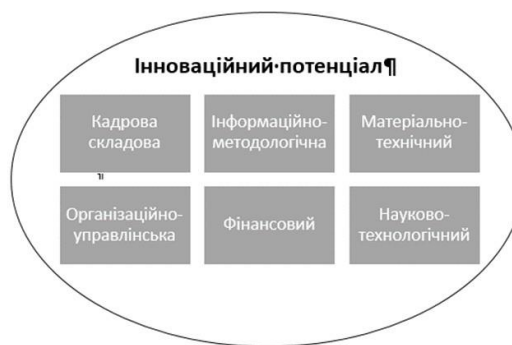 Інноваційний·потенціал¶
Кадрова
складова
Інформаційно-
методологічна
Матеріально-
технічний
¶
Організаційно-
управлінська
Фінансовий
Науково-
технологічний